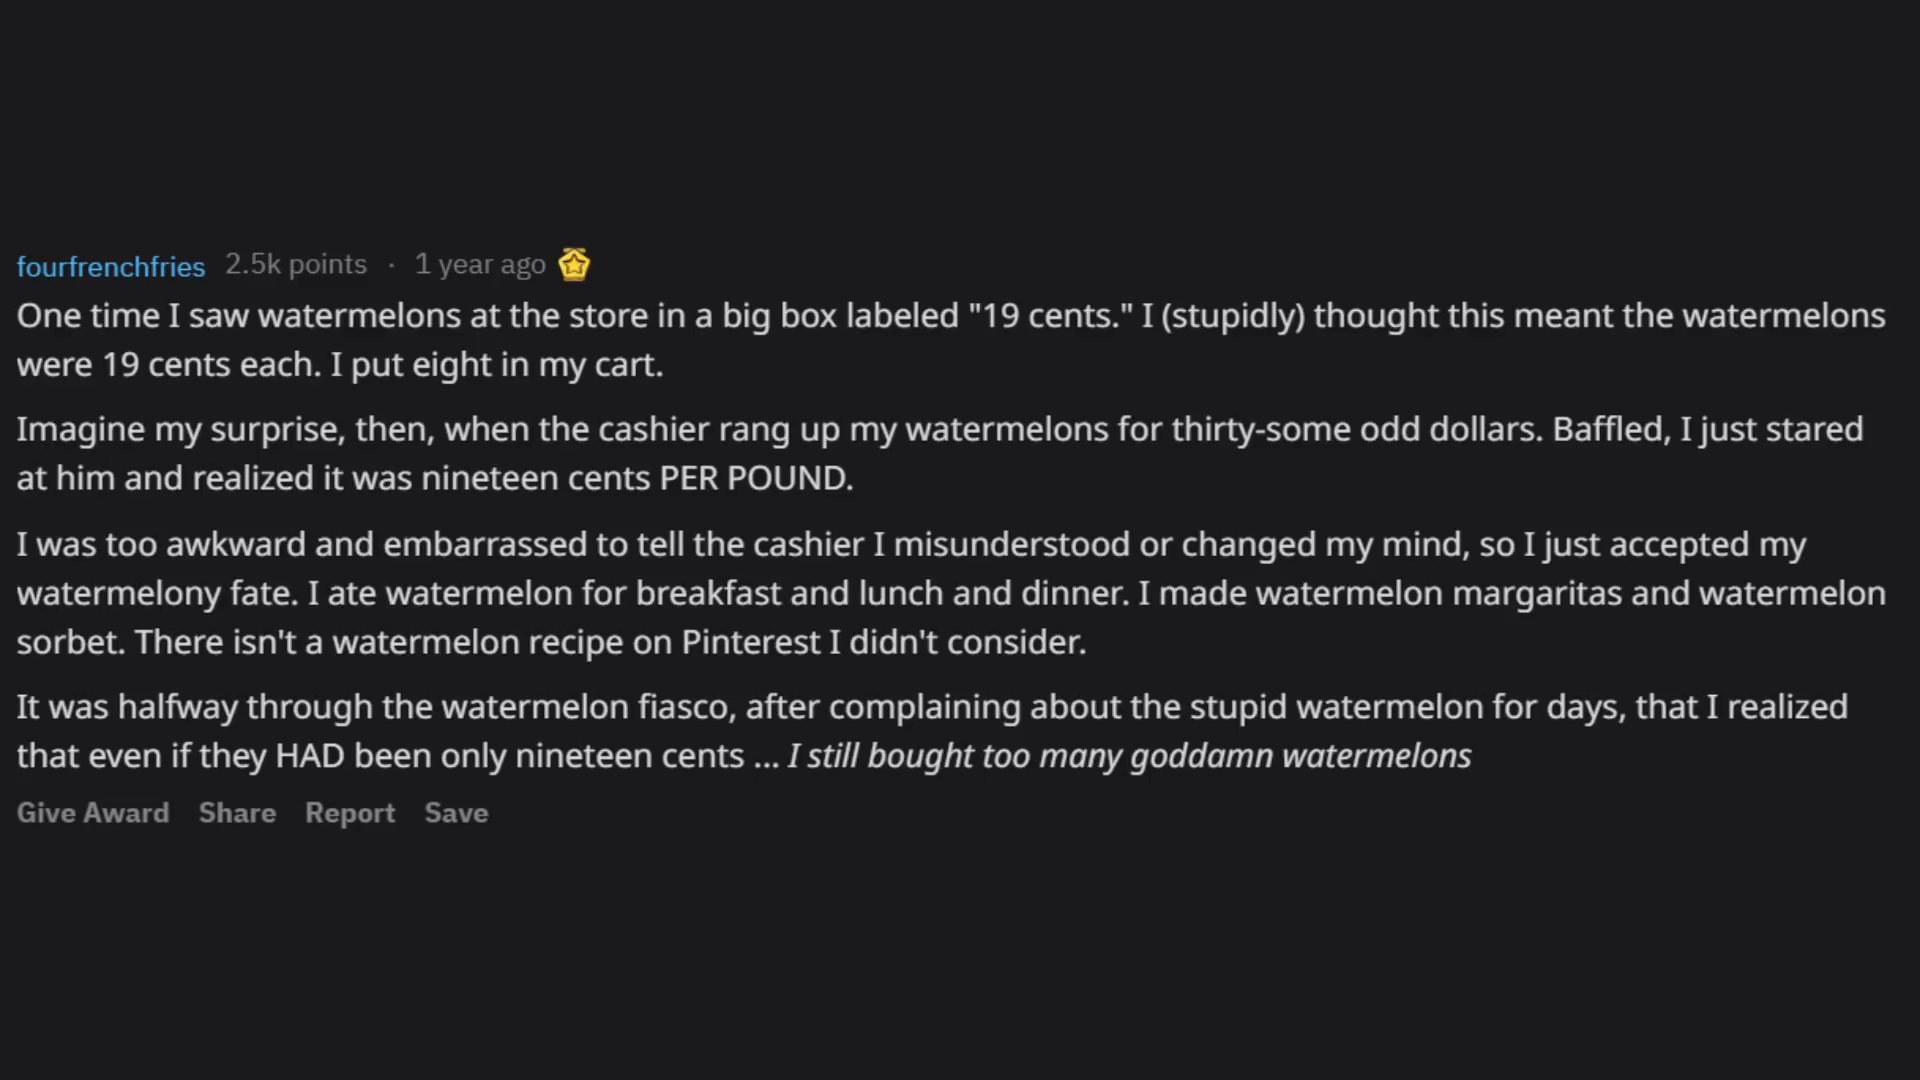 fourfrenchfries 2.5k points · 1 year ago
One time I saw watermelons at the store in a big box labeled "19 cents." I (stupidly) thought this meant the watermelons
were 19 cents each. I put eight in my cart.
Imagine my surprise, then, when the cashier rang up my watermelons for thirty-some odd dollars. Baffled, I just stared
at him and realized it was nineteen cents PER POUND.
I was too awkward and embarrassed to tell the cashier I misunderstood or changed my mind, so I just accepted my
watermelony fate. I ate watermelon for breakfast and lunch and dinner. I made watermelon margaritas and watermelon
sorbet. There isn't a watermelon recipe on Pinterest I didn't consider.
It was halfway through the watermelon fiasco, after complaining about the stupid watermelon for days, that I realized
that even if they HAD been only nineteen cents ... I still bought too many goddamn watermelons
Give Award Share Report Save